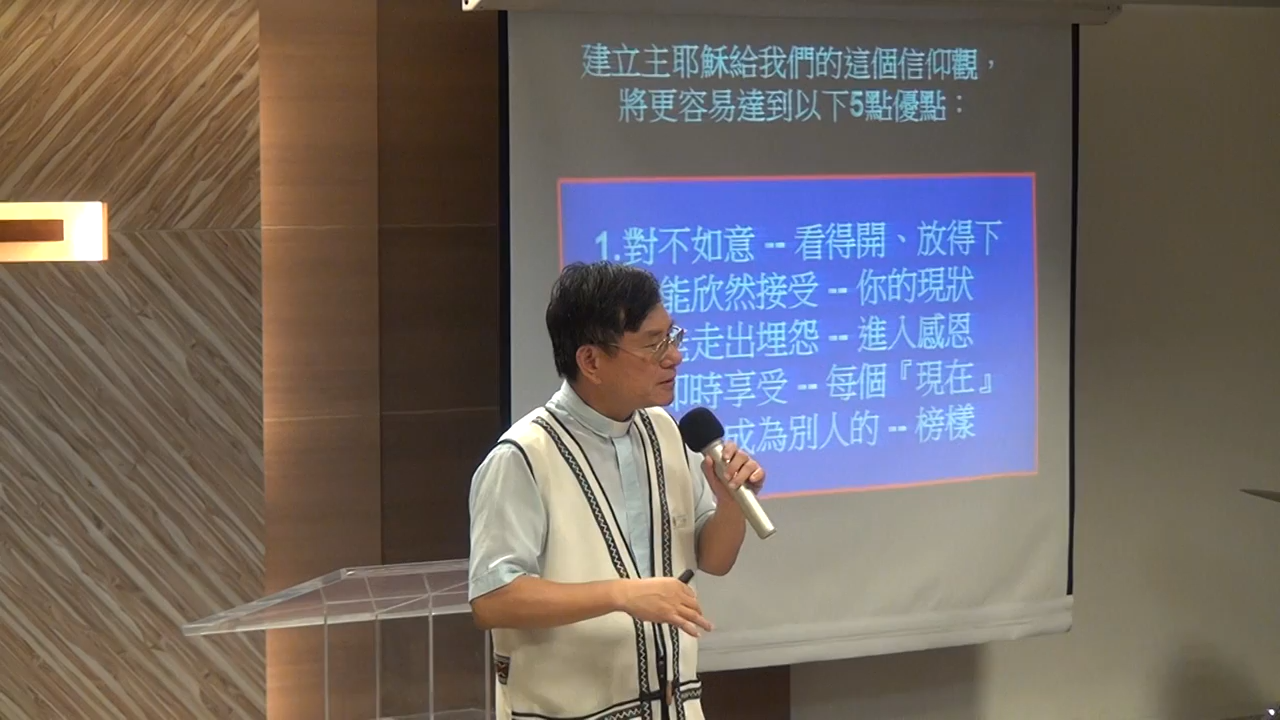 建立主耶穌給我們的這個信仰觀，
將更容易達到以下5點優點：
1.對不如意 -- 看得開、放得下
能欣然接受 -- 你的現狀
走出埋怨 -- 進入感恩
即時享受 -- 每個『現在』
成為別人的 -- 榜樣